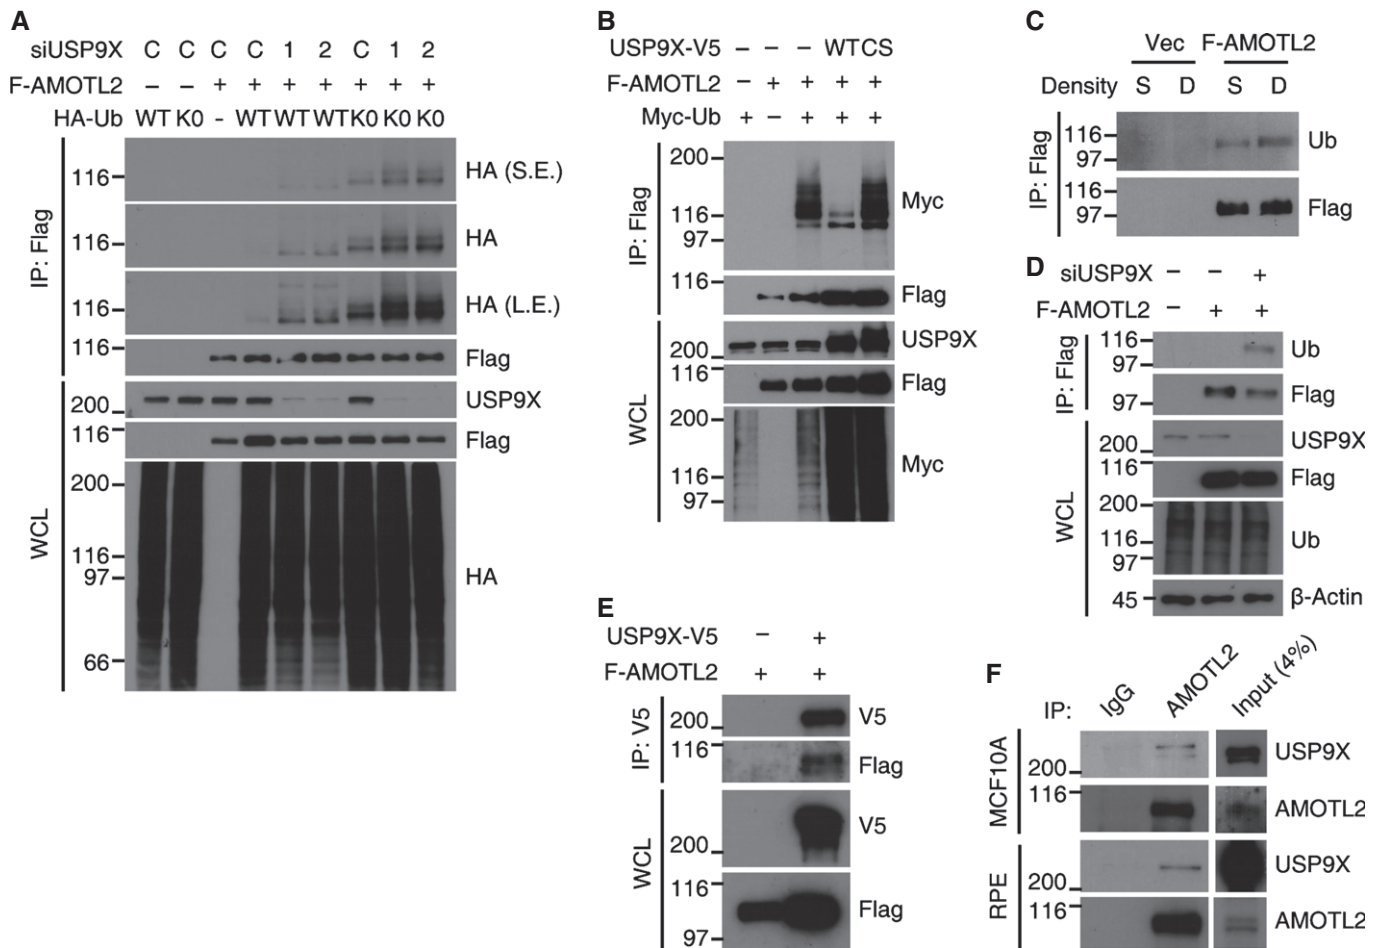 A
siUSP9X C C C C 1 2 C 1 2
F-AMOTL2 – – + + + + + + +
HA-Ub WT K0 - WT WT WT K0 K0 K0
IP: Flag
116 HA (S.E.)
116 HA
116 HA (L.E.)
116 Flag
WCL
200 USP9X
116 Flag
200
116
97 HA
66
B
USP9X-V5 – – – WT CS
F-AMOTL2 – + + + +
Myc-Ub + – + + +
IP: Flag
200
Myc
116
97
116 Flag
WCL
200 USP9X
116 Flag
200
Myc
116
97
C
Vec F-AMOTL2
Density S D S D
IP: Flag
116 Ub
97
116
97 Flag
D
siUSP9X – – +
F-AMOTL2 – + +
IP: Flag
116 Ub
97
Flag
97
WCL
200 USP9X
116 Flag
200
116 Ub
97
45 β-Actin
E
USP9X-V5 – +
F-AMOTL2 + +
IP: V5
200 V5
116
Flag
WCL
V5
200
116
Flag
97
F
IP: IgG AMOTL2 Input (4%)
MCF10A
USP9X
200
116
AMOTL2
RPE
USP9X
200
116
AMOTL2